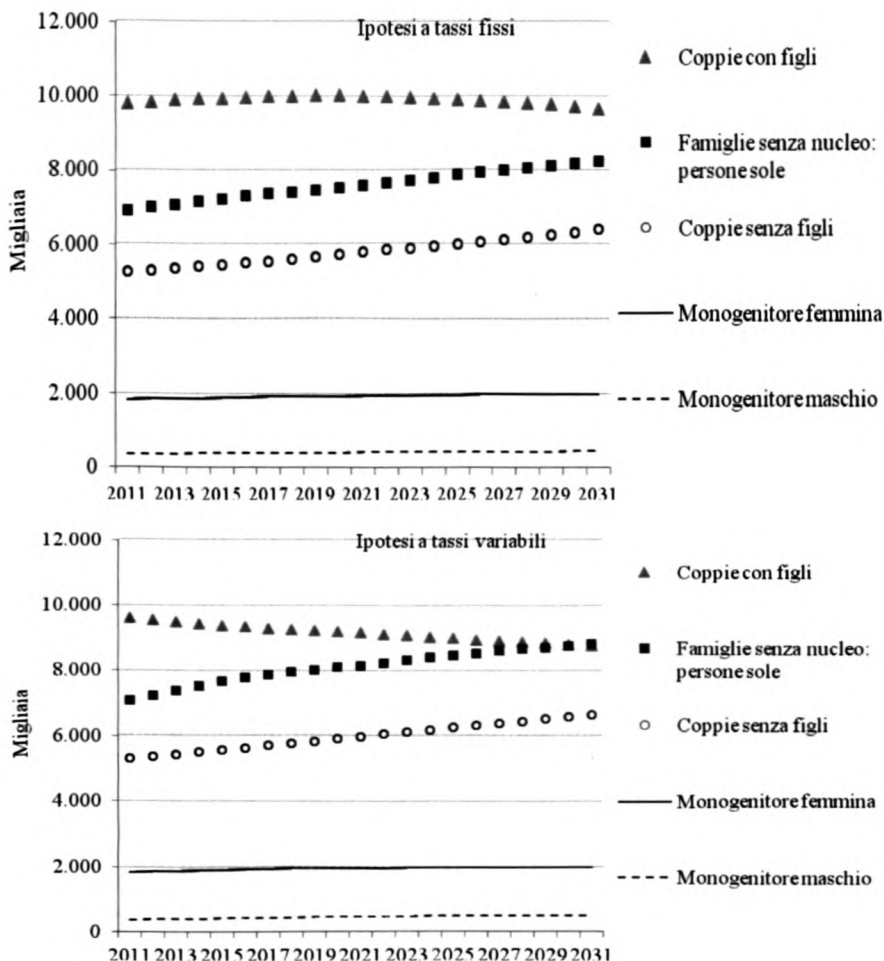 Ipotesi a tassi fissi
Migliaia
12.000
10.000
8.000
6.000
4.000
2.000
0
2011 2013 2015 2017 2019 2021 2023 2025 2027 2029 2031
Coppie con figli
Famiglie senza nucleo:
persone sole
Coppie senza figli
Monogenitore femmina
Monogenitore maschio
Ipotesi a tassi variabili
Migliaia
12.000
10.000
8.000
6.000
4.000
2.000
0
2011 2013 2015 2017 2019 2021 2023 2025 2027 2029 2031
Coppie con figli
Famiglie senza nucleo:
persone sole
Coppie senza figli
Monogenitore femmina
Monogenitore maschio